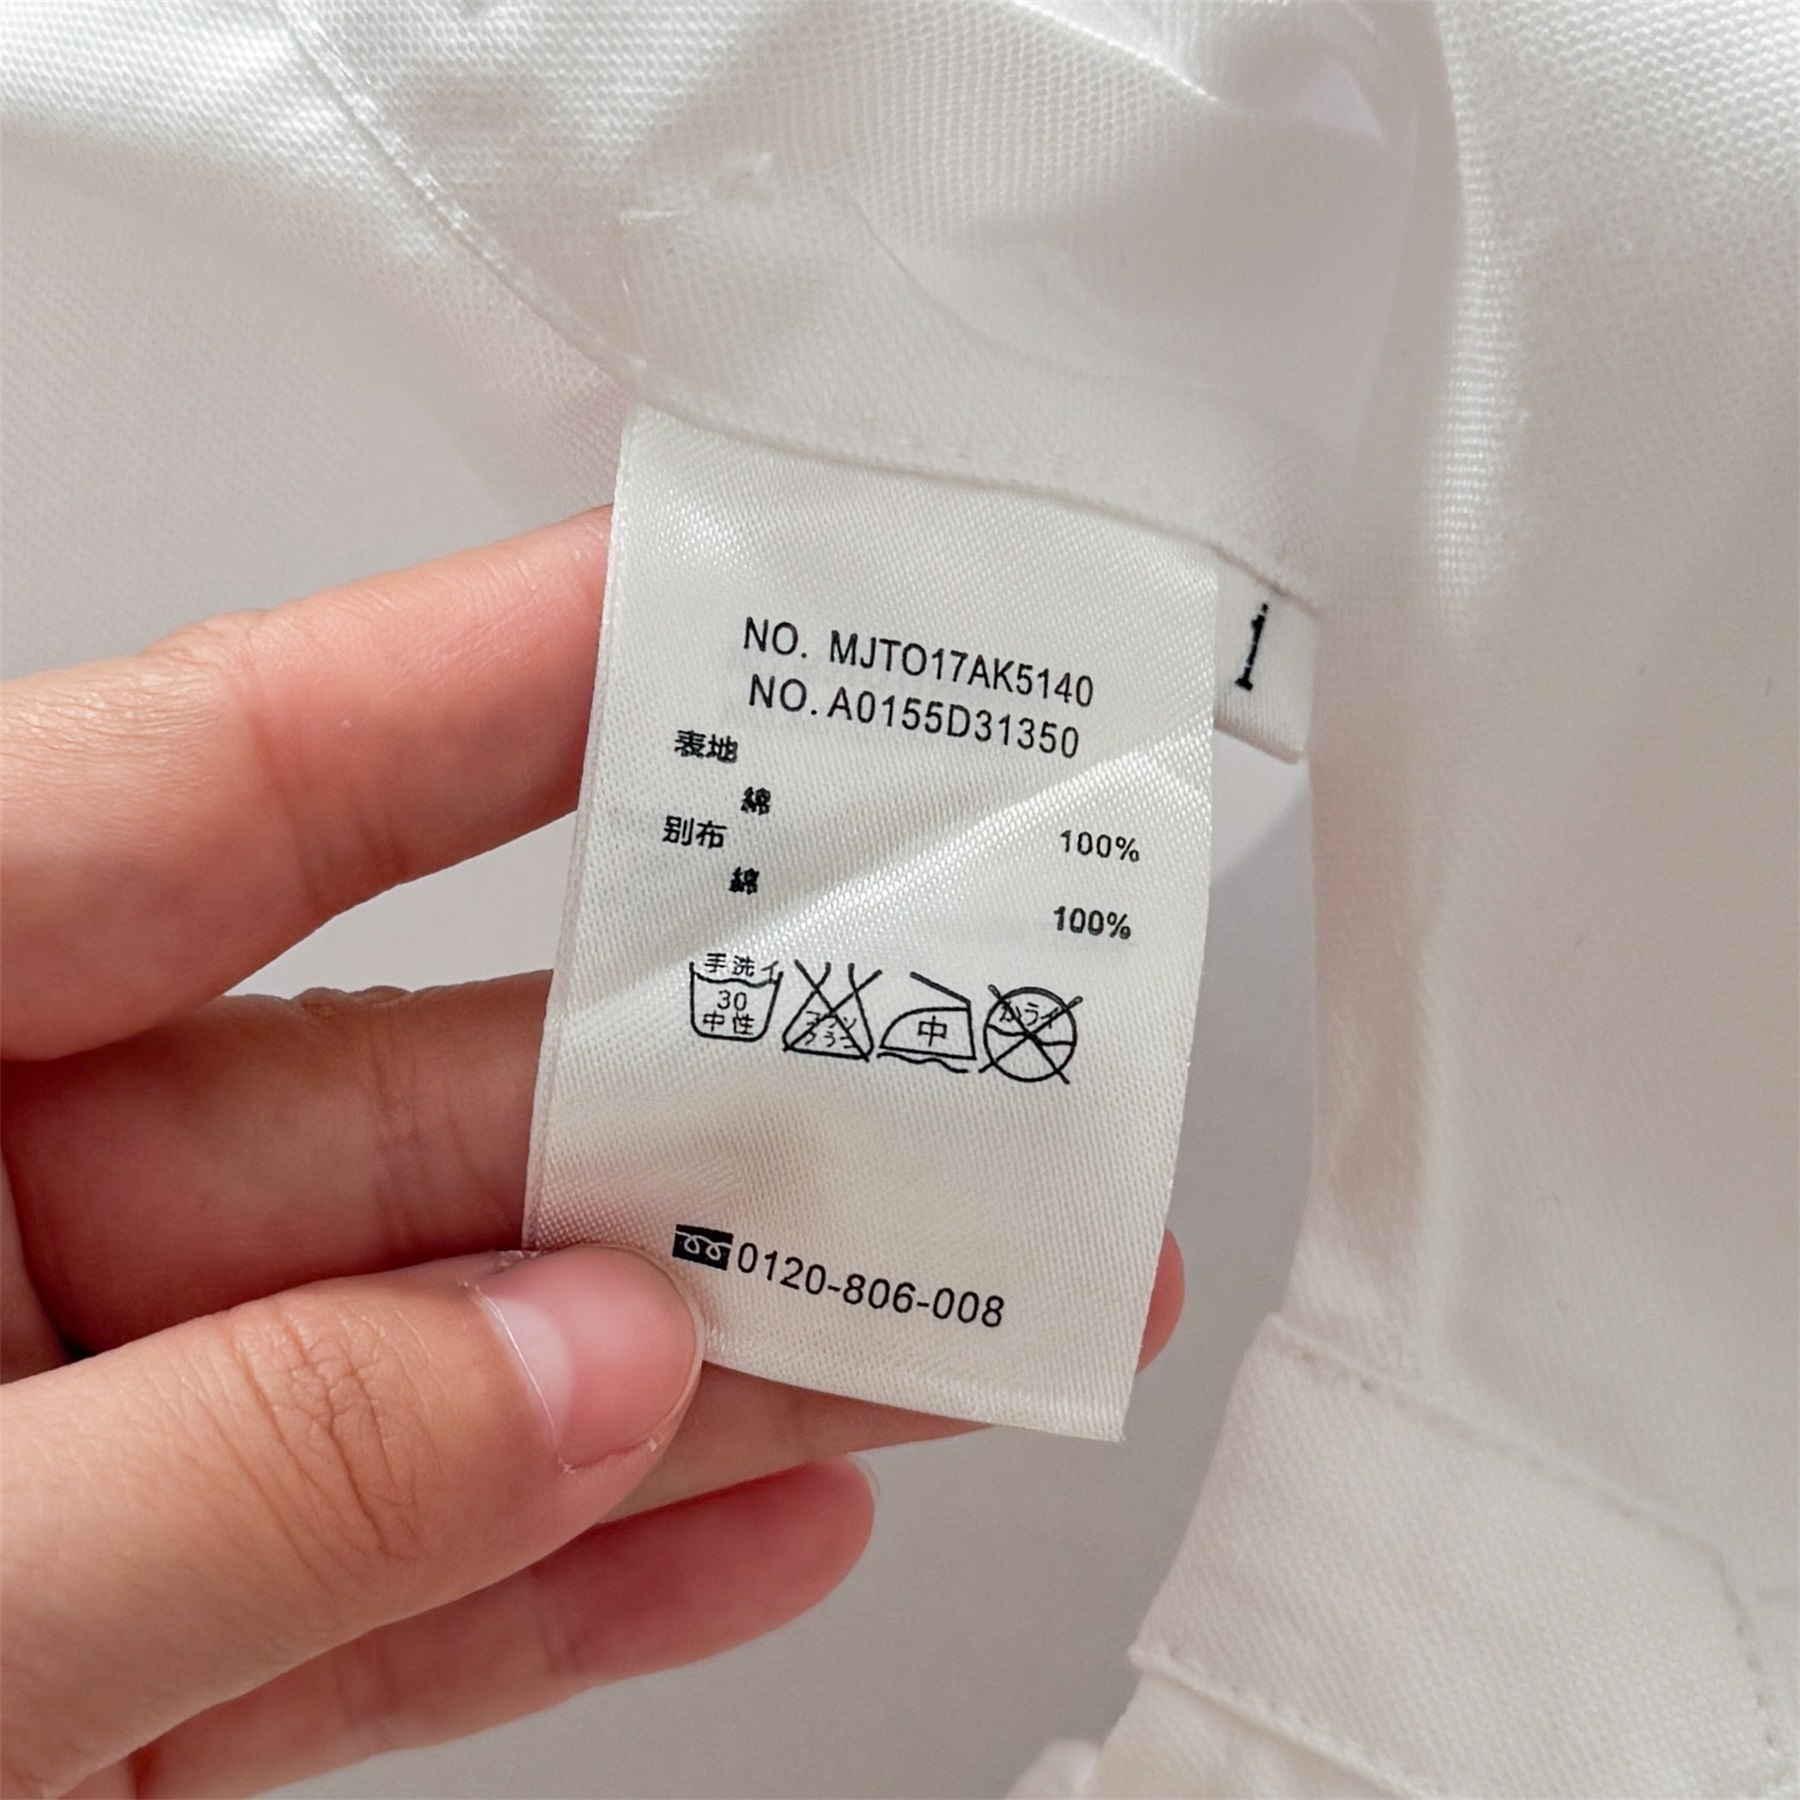 NO. MJTO17AK5140
NO. A0155D31350
表地
綿 100%
別布
綿 100%
手洗イ
30
中性
中
0120-806-008
1